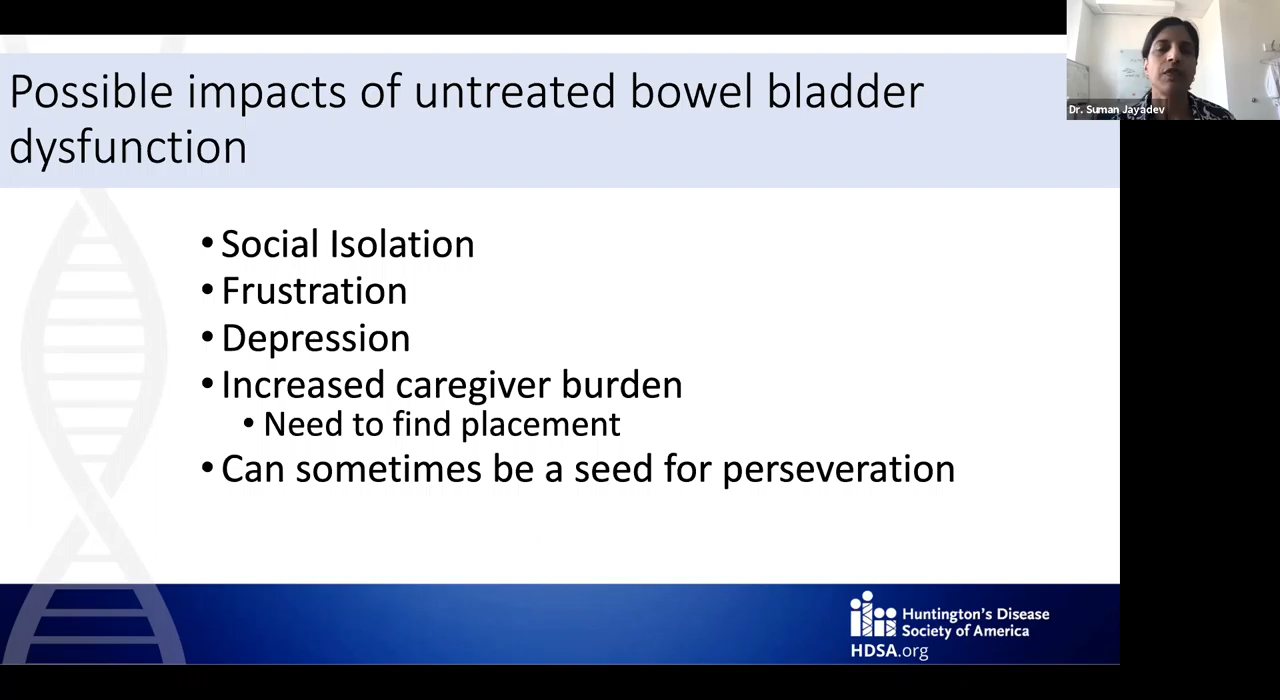 Possible impacts of untreated bowel bladder
dysfunction
Dr. Suman Jayadev
• Social Isolation
• Frustration
• Depression
• Increased caregiver burden
• Need to find placement
• Can sometimes be a seed for perseveration
Huntington's Disease
Society of America
HDSA.org